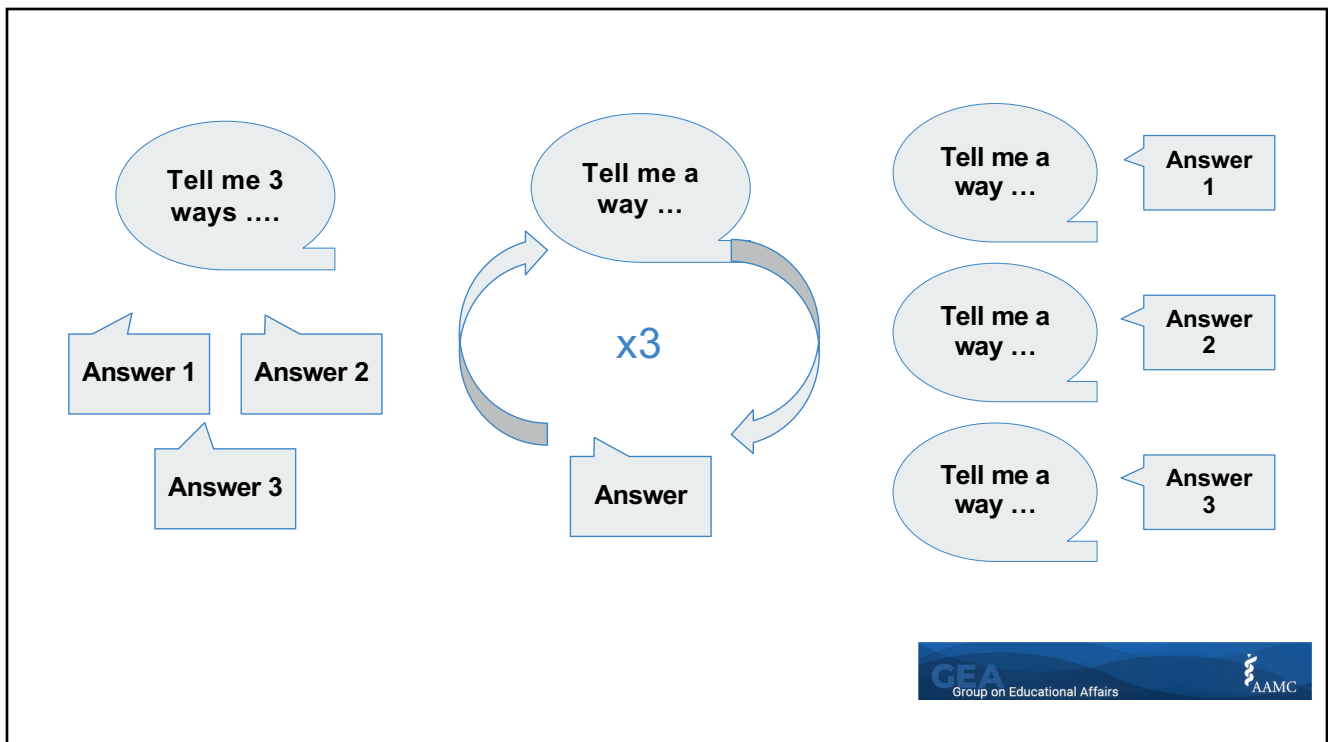 Tell me 3
ways ….
Answer 1
Answer 2
Answer 3
Tell me a
way …
x3
Answer
Tell me a
way …
Answer
1
Tell me a
way …
Answer
2
Tell me a
way …
Answer
3
GEA
Group on Educational Affairs
AAMC